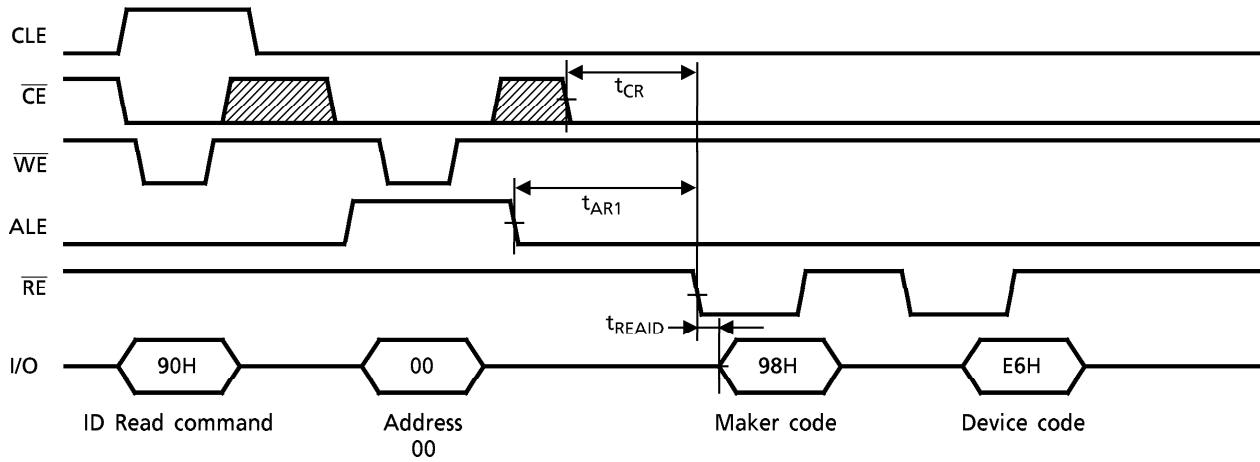 CLE
CE
tCR
WE
tAR1
ALE
RE
tREAID
I/O
90H
00
98H
E6H
ID Read command
Address
00
Maker code
Device code